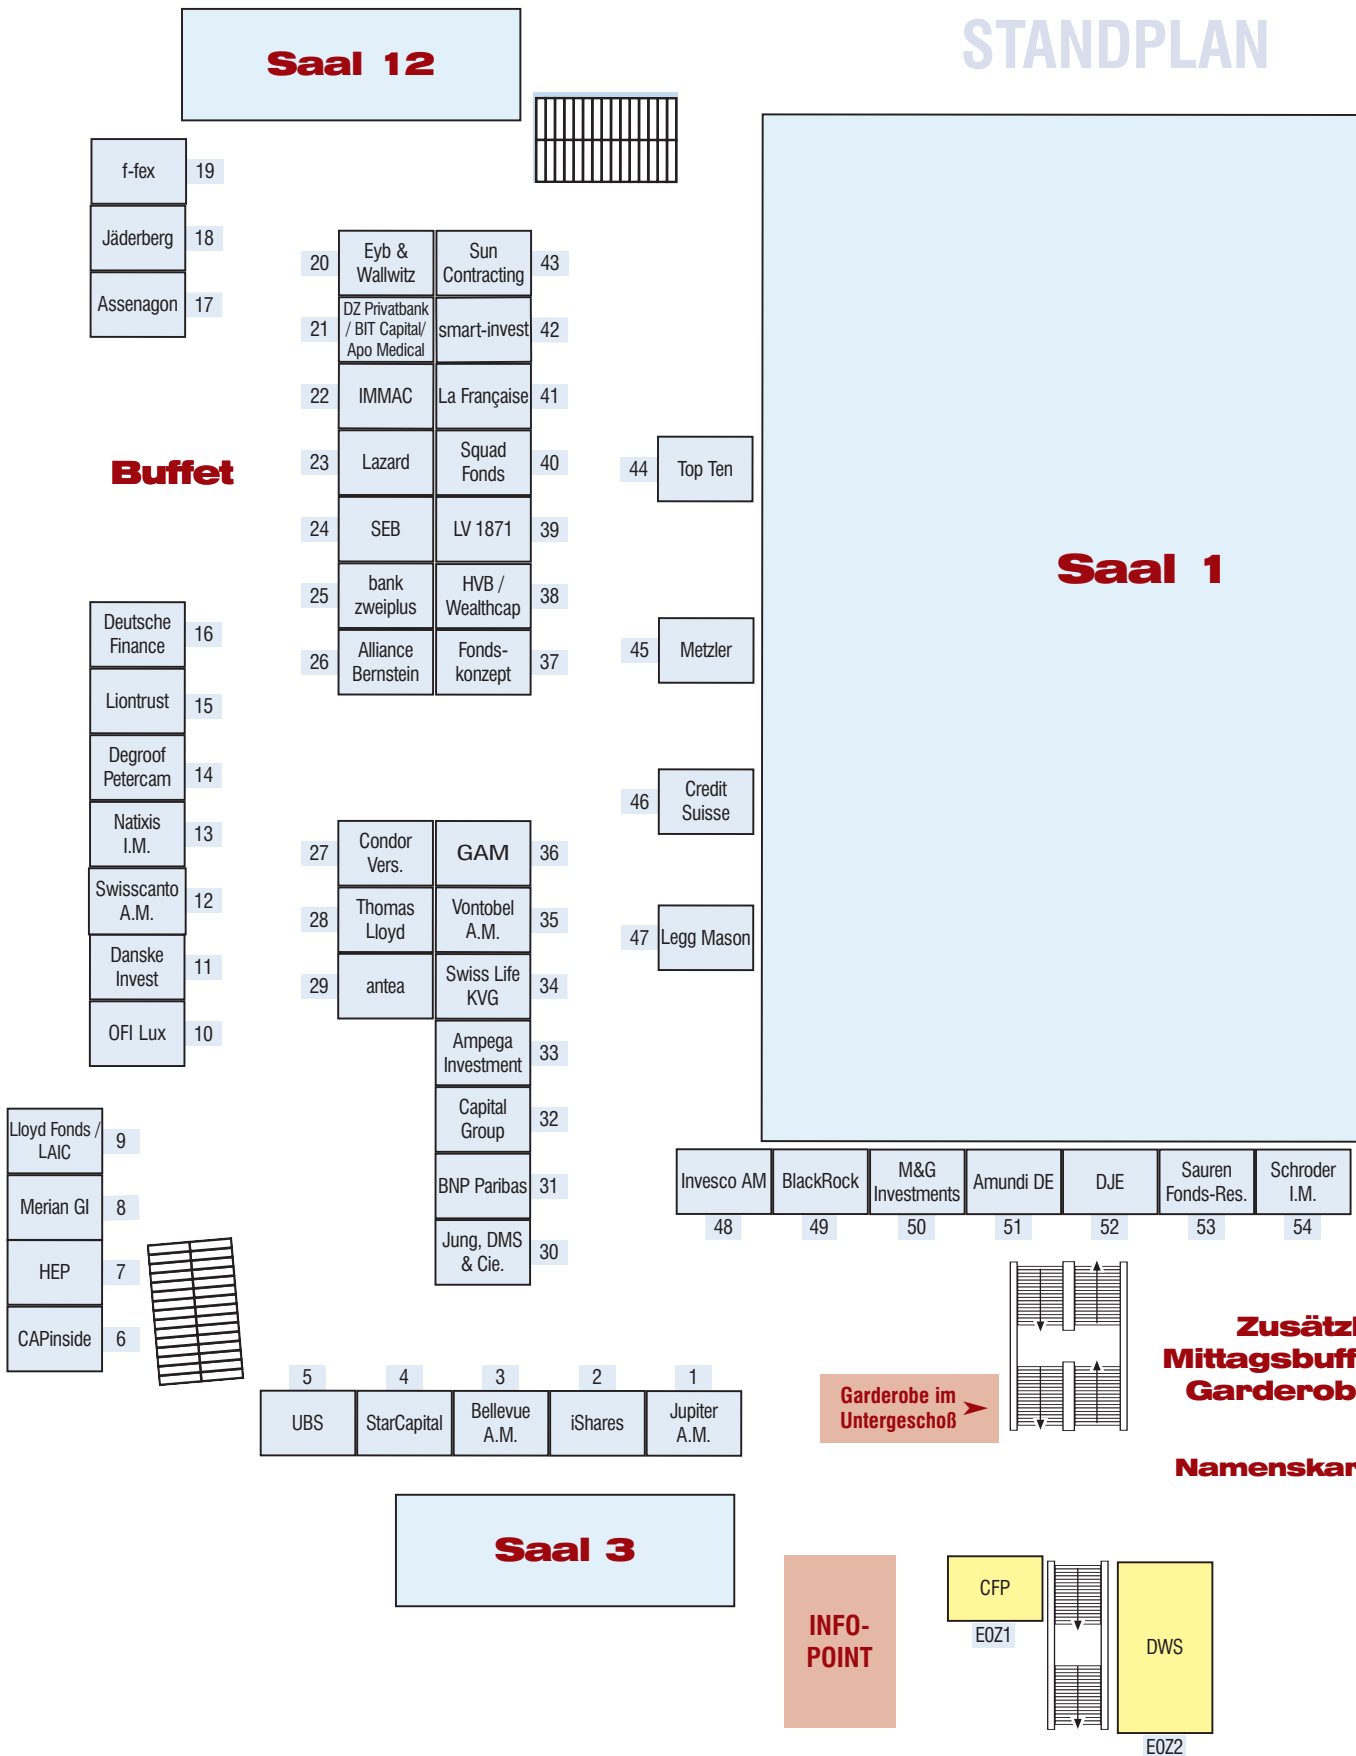 STANDPLAN
Saal 12
f-fex
19
Jäderberg
18
Assenagon
17
Buffet
20
Eyb &
Wallwitz
Sun
Contracting
43
21
DZ Privatbank
/ BIT Capital/
Apo Medical
smart-invest
42
22
IMMAC
La Française
41
23
Lazard
Squad
Fonds
40
24
SEB
LV 1871
39
25
bank
zweiplus
HVB /
Wealthcap
38
26
Alliance
Bernstein
Fonds-
konzept
37
44
Top Ten
45
Metzler
46
Credit
Suisse
47
Legg Mason
Saal 1
Deutsche
Finance
16
Liontrust
15
Degroof
Petercam
14
Natixis
I.M.
13
Swisscanto
A.M.
12
Danske
Invest
11
OFI Lux
10
27
Condor
Vers.
GAM
36
28
Thomas
Lloyd
Vontobel
A.M.
35
29
antea
Swiss Life
KVG
34
Ampega
Investment
33
Capital
Group
32
BNP Paribas
31
Jung, DMS
& Cie.
30
Lloyd Fonds /
LAIC
9
Merian GI
8
HEP
7
CAPinside
6
Invesco AM
48
BlackRock
49
M&G
Investments
50
Amundi DE
51
DJE
52
Sauren
Fonds-Res.
53
Schroder
I.M.
54
5
UBS
4
StarCapital
3
Bellevue
A.M.
2
iShares
1
Jupiter
A.M.
Garderobe im
Untergeschoß
Zusätzl
Mittagsbuff
Garderob
Namenskar
Saal 3
INFO-
POINT
CFP
E0Z1
DWS
E0Z2